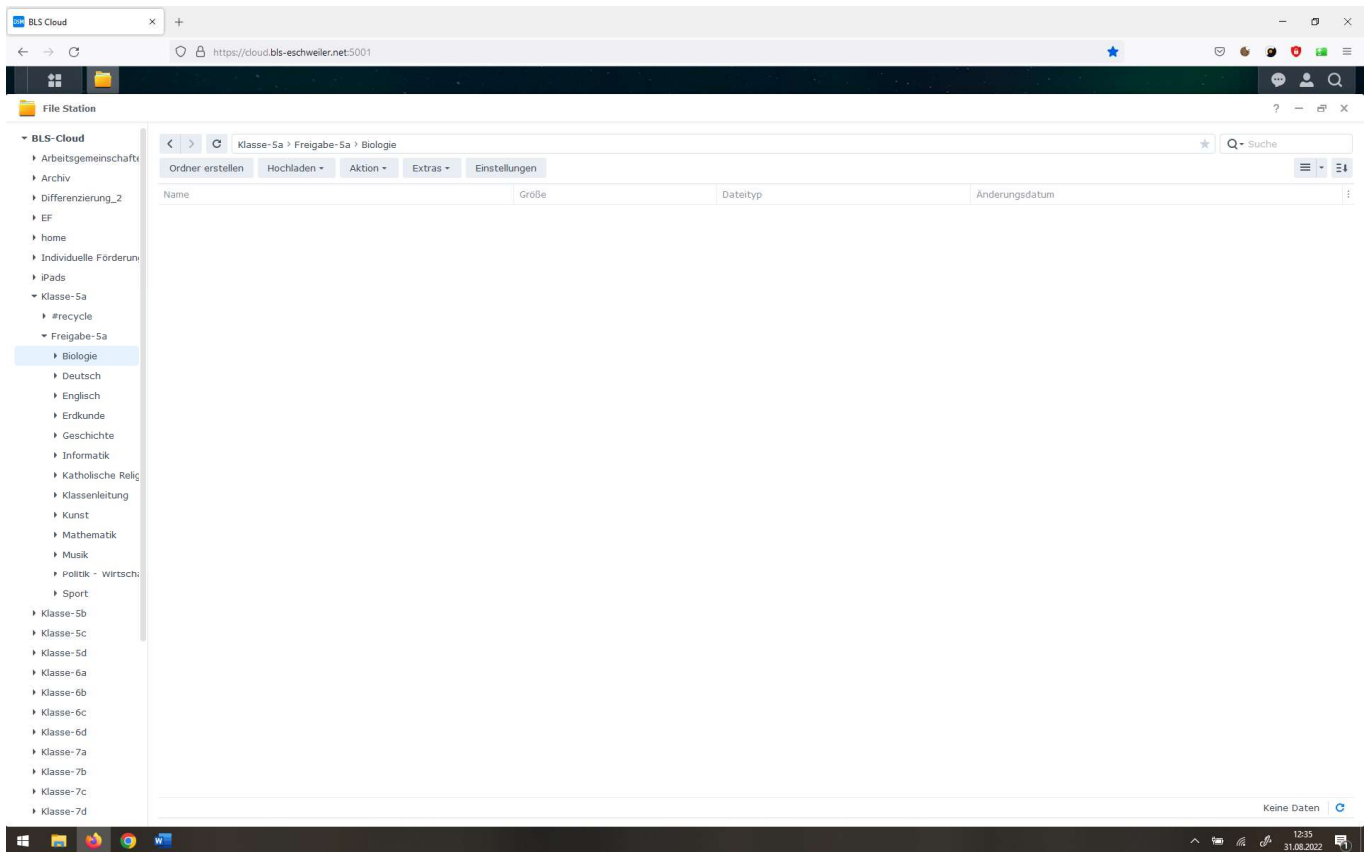 DSM BLS Cloud
https://cloud.bls-eschweiler.net:5001
File Station
BLS-Cloud
Arbeitsgemeinschafte
Archiv
Differenzierung_2
EF
home
Individuelle Förderun
iPads
Klasse-5a
#recycle
Freigabe-5a
Biologie
Deutsch
Englisch
Erdkunde
Geschichte
Informatik
Katholische Relig
Klassenleitung
Kunst
Mathematik
Musik
Politik - Wirtscha
Sport
Klasse-5b
Klasse-5c
Klasse-5d
Klasse-6a
Klasse-6b
Klasse-6c
Klasse-6d
Klasse-7a
Klasse-7b
Klasse-7c
Klasse-7d
Klasse-5a > Freigabe-5a > Biologie
Suche
Ordner erstellen Hochladen Aktion Extras Einstellungen
Name Größe Dateityp Änderungsdatum
Keine Daten
12:35
31.08.2022